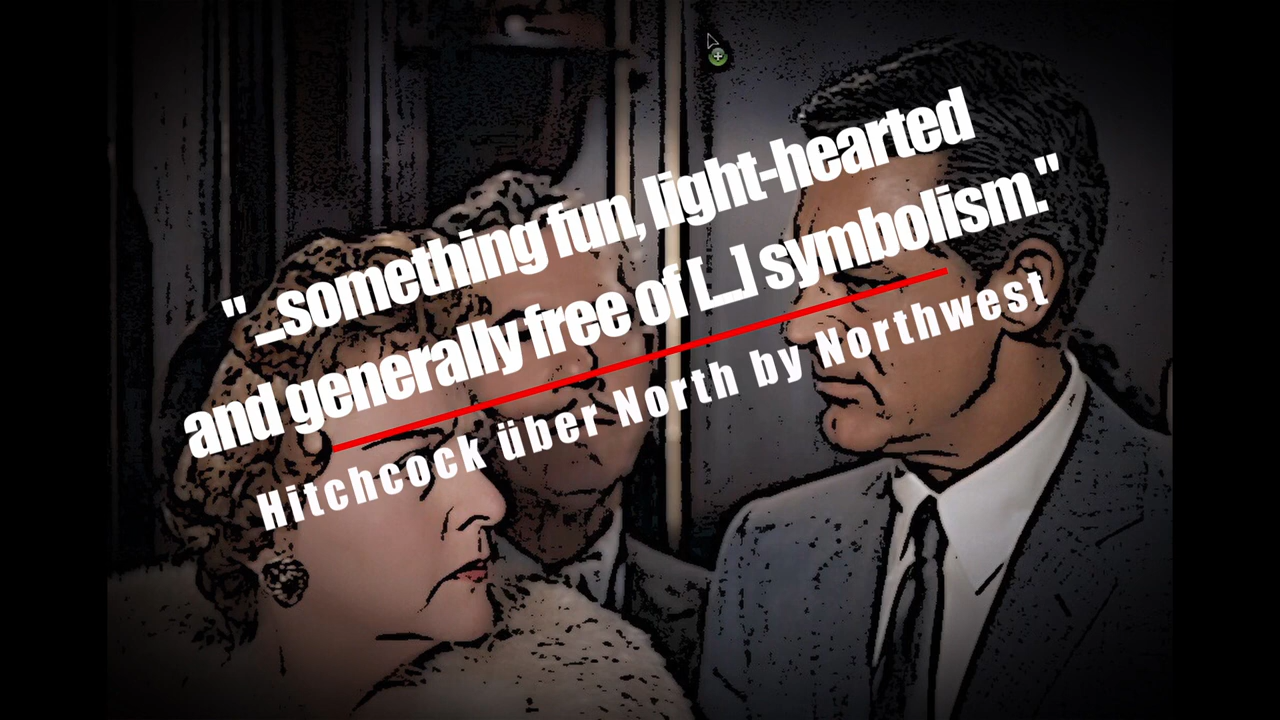 "...something fun, light-hearted
and generally free of [...] symbolism."
Hitchcock über North by Northwest